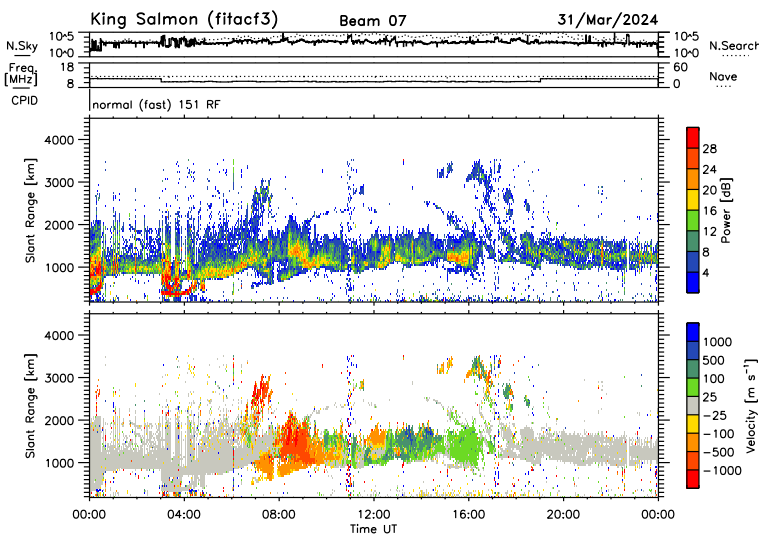 King Salmon (fitacf3) Beam 07 31/Mar/2024
N.Sky 10^5 10^0 10^5 10^0 N.Search
Freq. [MHz] 18 8 60 0 Nave
CPID normal (fast) 151 RF
Slant Range [km] 4000 3000 2000 1000
Power [dB] 28 24 20 16 12 8 4
Slant Range [km] 4000 3000 2000 1000
Velocity [m s⁻¹] 1000 500 100 25 −25 −100 −500 −1000
00:00 04:00 08:00 12:00 16:00 20:00 00:00
Time UT